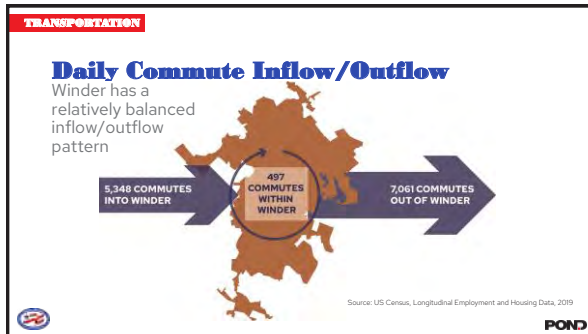 TRANSPORTATION
Daily Commute Inflow/Outflow
Winder has a
relatively balanced
inflow/outflow
pattern
5,348 COMMUTES
INTO WINDER
497
COMMUTES
WITHIN
WINDER
7,061 COMMUTES
OUT OF WINDER
Source: US Census, Longitudinal Employment and Housing Data, 2019
POND